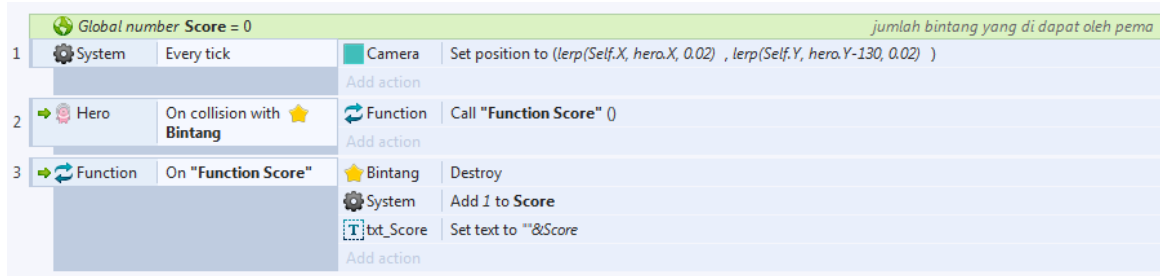 Global number Score = 0 jumlah bintang yang di dapat oleh pema
1 System Every tick Camera Set position to (lerp(Self.X, hero.X, 0.02) , lerp(Self.Y, hero.Y-130, 0.02) )
Add action
2 Hero On collision with Bintang Function Call "Function Score" ()
Add action
3 Function On "Function Score" Bintang Destroy
System Add 1 to Score
T txt_Score Set text to ""&Score
Add action